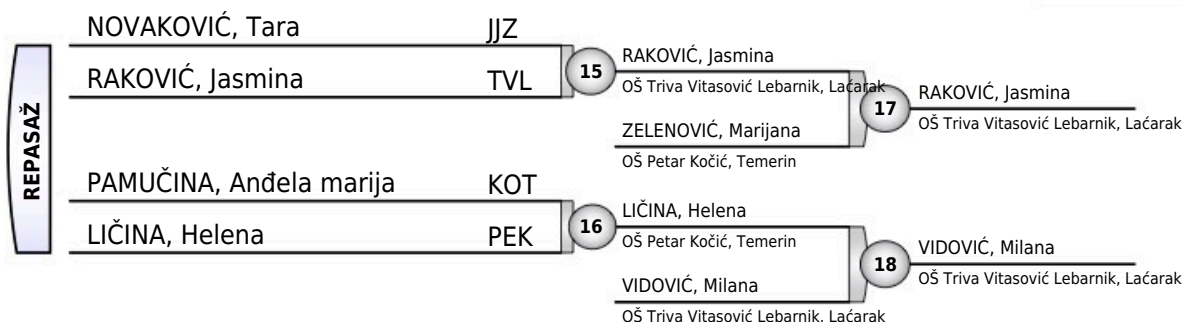 REPASAŽ
NOVAKOVIĆ, Tara JJZ
RAKOVIĆ, Jasmina TVL
15
RAKOVIĆ, Jasmina
OŠ Triva Vitasović Lebarnik, Laćarak
ZELENOVIĆ, Marijana
OŠ Petar Kočić, Temerin
17
RAKOVIĆ, Jasmina
OŠ Triva Vitasović Lebarnik, Laćarak
PAMUČINA, Anđela marija KOT
LIČINA, Helena PEK
16
LIČINA, Helena
OŠ Petar Kočić, Temerin
VIDOVIĆ, Milana
OŠ Triva Vitasović Lebarnik, Laćarak
18
VIDOVIĆ, Milana
OŠ Triva Vitasović Lebarnik, Laćarak